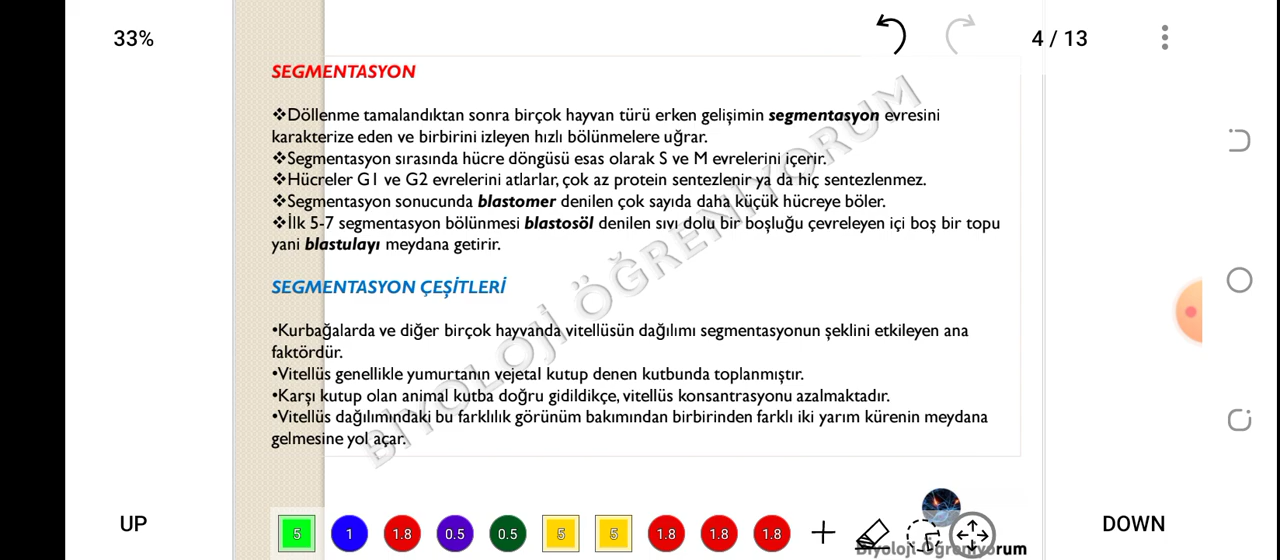 33%
4 / 13
SEGMENTASYON
❖Döllenme tamalandıktan sonra birçok hayvan türü erken gelişimin segmentasyon evresini
karakterize eden ve birbirini izleyen hızlı bölünmelere uğrar.
❖Segmentasyon sırasında hücre döngüsü esas olarak S ve M evrelerini içerir.
❖Hücreler G1 ve G2 evrelerini atlarlar, çok az protein sentezlenir ya da hiç sentezlenmez.
❖Segmentasyon sonucunda blastomer denilen çok sayıda daha küçük hücreye böler.
❖İlk 5-7 segmentasyon bölünmesi blastosöl denilen sıvı dolu bir boşluğu çevreleyen içi boş bir topu
yani blastulayı meydana getirir.
SEGMENTASYON ÇEŞİTLERİ
•Kurbağalarda ve diğer birçok hayvanda vitellüsün dağılımı segmentasyonun şeklini etkileyen ana
faktördür.
•Vitellüs genellikle yumurtanın vejetal kutup denen kutbunda toplanmıştır.
•Karşı kutup olan animal kutba doğru gidildikçe, vitellüs konsantrasyonu azalmaktadır.
•Vitellüs dağılımındaki bu farklılık görünüm bakımından birbirinden farklı iki yarım kürenin meydana
gelmesine yol açar.
BİYOLOJİ ÖĞRENİYORUM
UP
5 1 1.8 0.5 0.5 5 5 1.8 1.8 1.8
DOWN
Biyoloji-Öğreniyorum